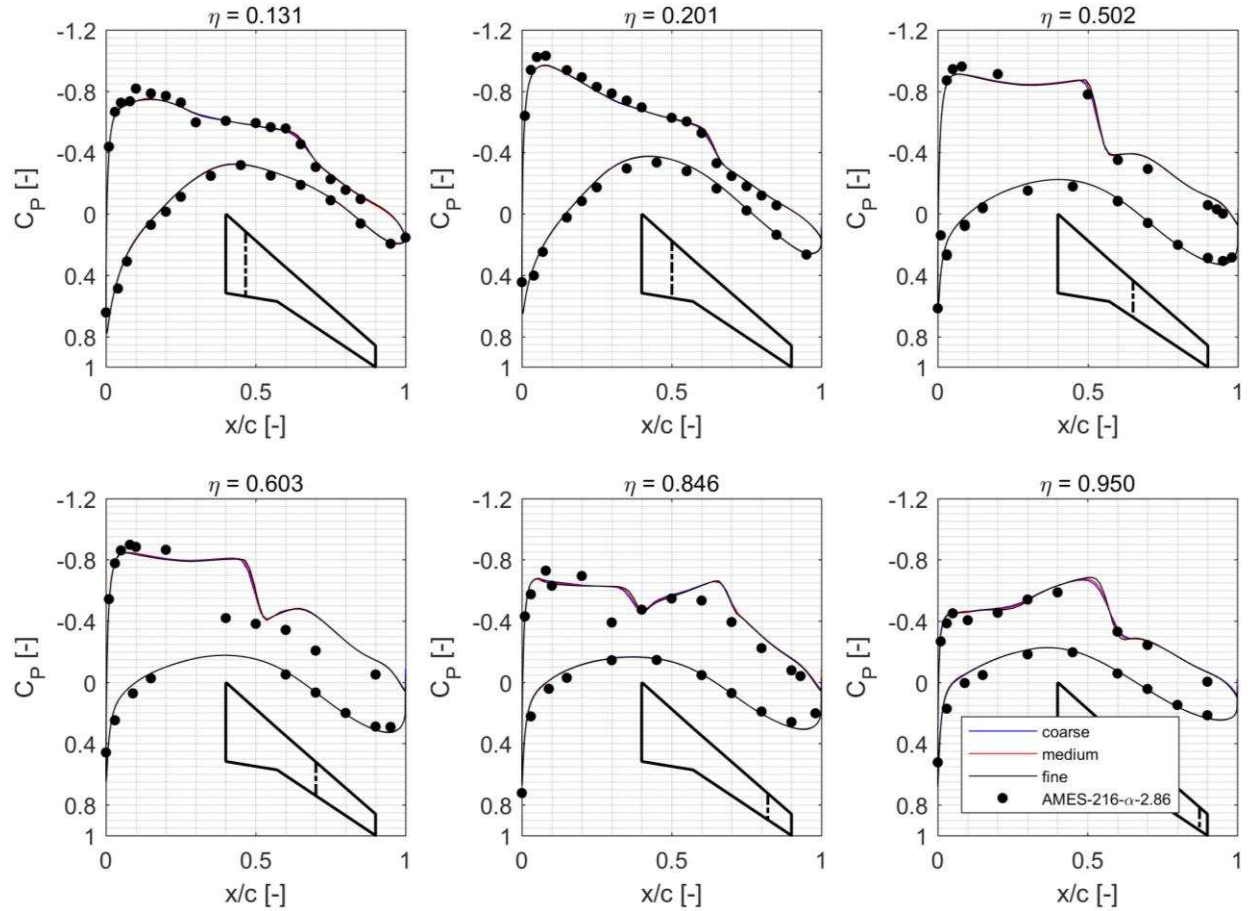 η = 0.131
-1.2
-0.8
-0.4
0
0.4
0.8
1
C_P [-]
0
0.5
1
x/c [-]
η = 0.201
-1.2
-0.8
-0.4
0
0.4
0.8
1
C_P [-]
0
0.5
1
x/c [-]
η = 0.502
-1.2
-0.8
-0.4
0
0.4
0.8
1
C_P [-]
0
0.5
1
x/c [-]
η = 0.603
-1.2
-0.8
-0.4
0
0.4
0.8
1
C_P [-]
0
0.5
1
x/c [-]
η = 0.846
-1.2
-0.8
-0.4
0
0.4
0.8
1
C_P [-]
0
0.5
1
x/c [-]
η = 0.950
-1.2
-0.8
-0.4
0
0.4
0.8
1
C_P [-]
0
0.5
1
x/c [-]
coarse
medium
fine
AMES-216-α-2.86